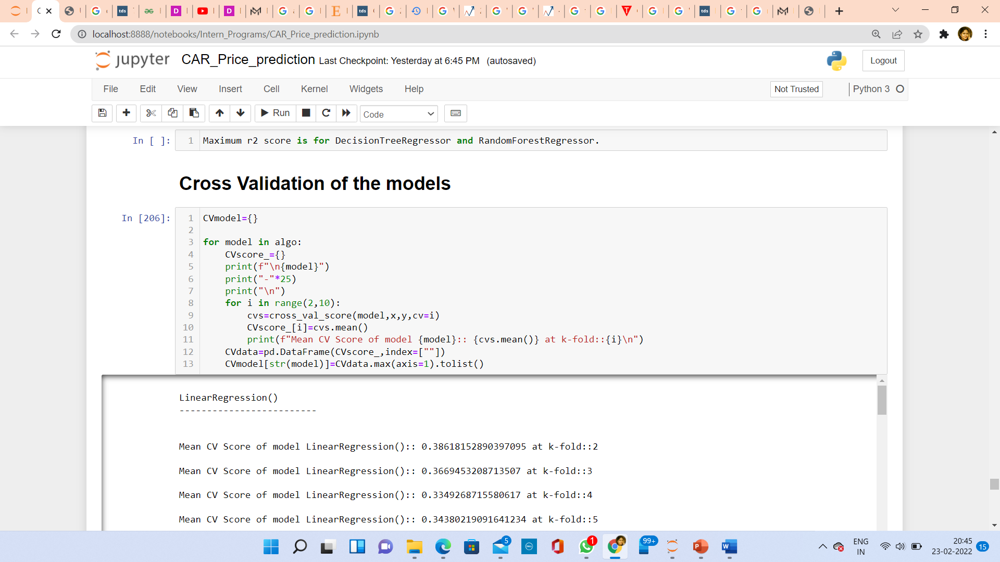 localhost:8888/notebooks/Intern_Programs/CAR_Price_prediction.ipynb
jupyter CAR_Price_prediction Last Checkpoint: Yesterday at 6:45 PM (autosaved)
Logout
File Edit View Insert Cell Kernel Widgets Help
Not Trusted
Python 3
Run
Code
In [ ]:
1 Maximum r2 score is for DecisionTreeRegressor and RandomForestRegressor.
Cross Validation of the models
In [206]:
1 CVmodel={}
2
3 for model in algo:
4     CVscore_={}
5     print(f"\n{model}")
6     print("-"*25)
7     print("\n")
8     for i in range(2,10):
9         cvs=cross_val_score(model,x,y,cv=i)
10         CVscore_[i]=cvs.mean()
11         print(f"Mean CV Score of model {model}:: {cvs.mean()} at k-fold::{i}\n")
12     CVdata=pd.DataFrame(CVscore_,index=[""])
13     CVmodel[str(model)]=CVdata.max(axis=1).tolist()
LinearRegression()
-------------------------
Mean CV Score of model LinearRegression():: 0.38618152890397095 at k-fold::2
Mean CV Score of model LinearRegression():: 0.3669453208713507 at k-fold::3
Mean CV Score of model LinearRegression():: 0.3349268715580617 at k-fold::4
Mean CV Score of model LinearRegression():: 0.34380219091641234 at k-fold::5
5
1
99+
ENG
IN
20:45
23-02-2022
15